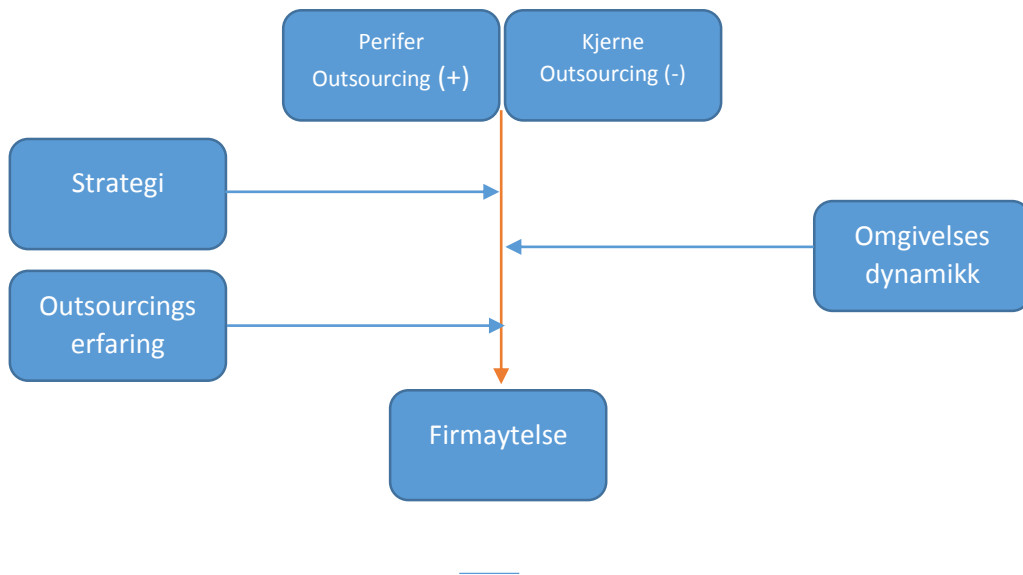 Perifer
Outsourcing (+)
Kjerne
Outsourcing (-)
Strategi
Omgivelses
dynamikk
Outsourcings
erfaring
Firmaytelse